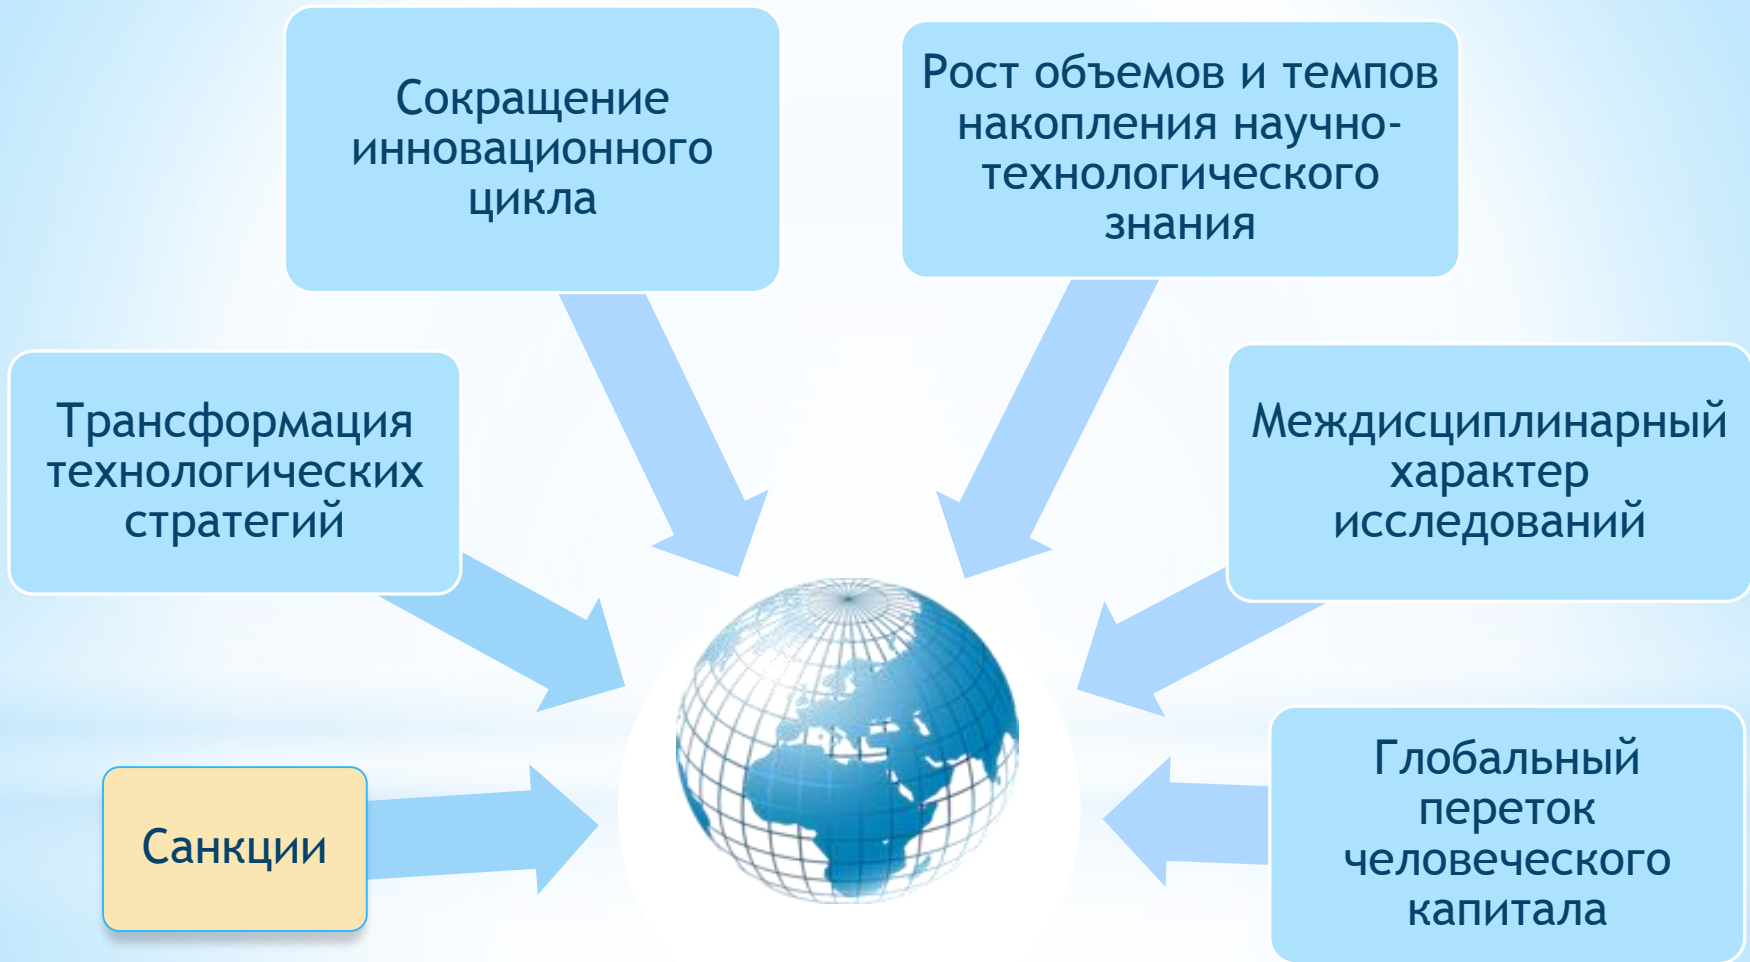 Сокращение
инновационного
цикла
Рост объемов и темпов
накопления научно-
технологического
знания
Трансформация
технологических
стратегий
Междисциплинарный
характер
исследований
Санкции
Глобальный
переток
человеческого
капитала